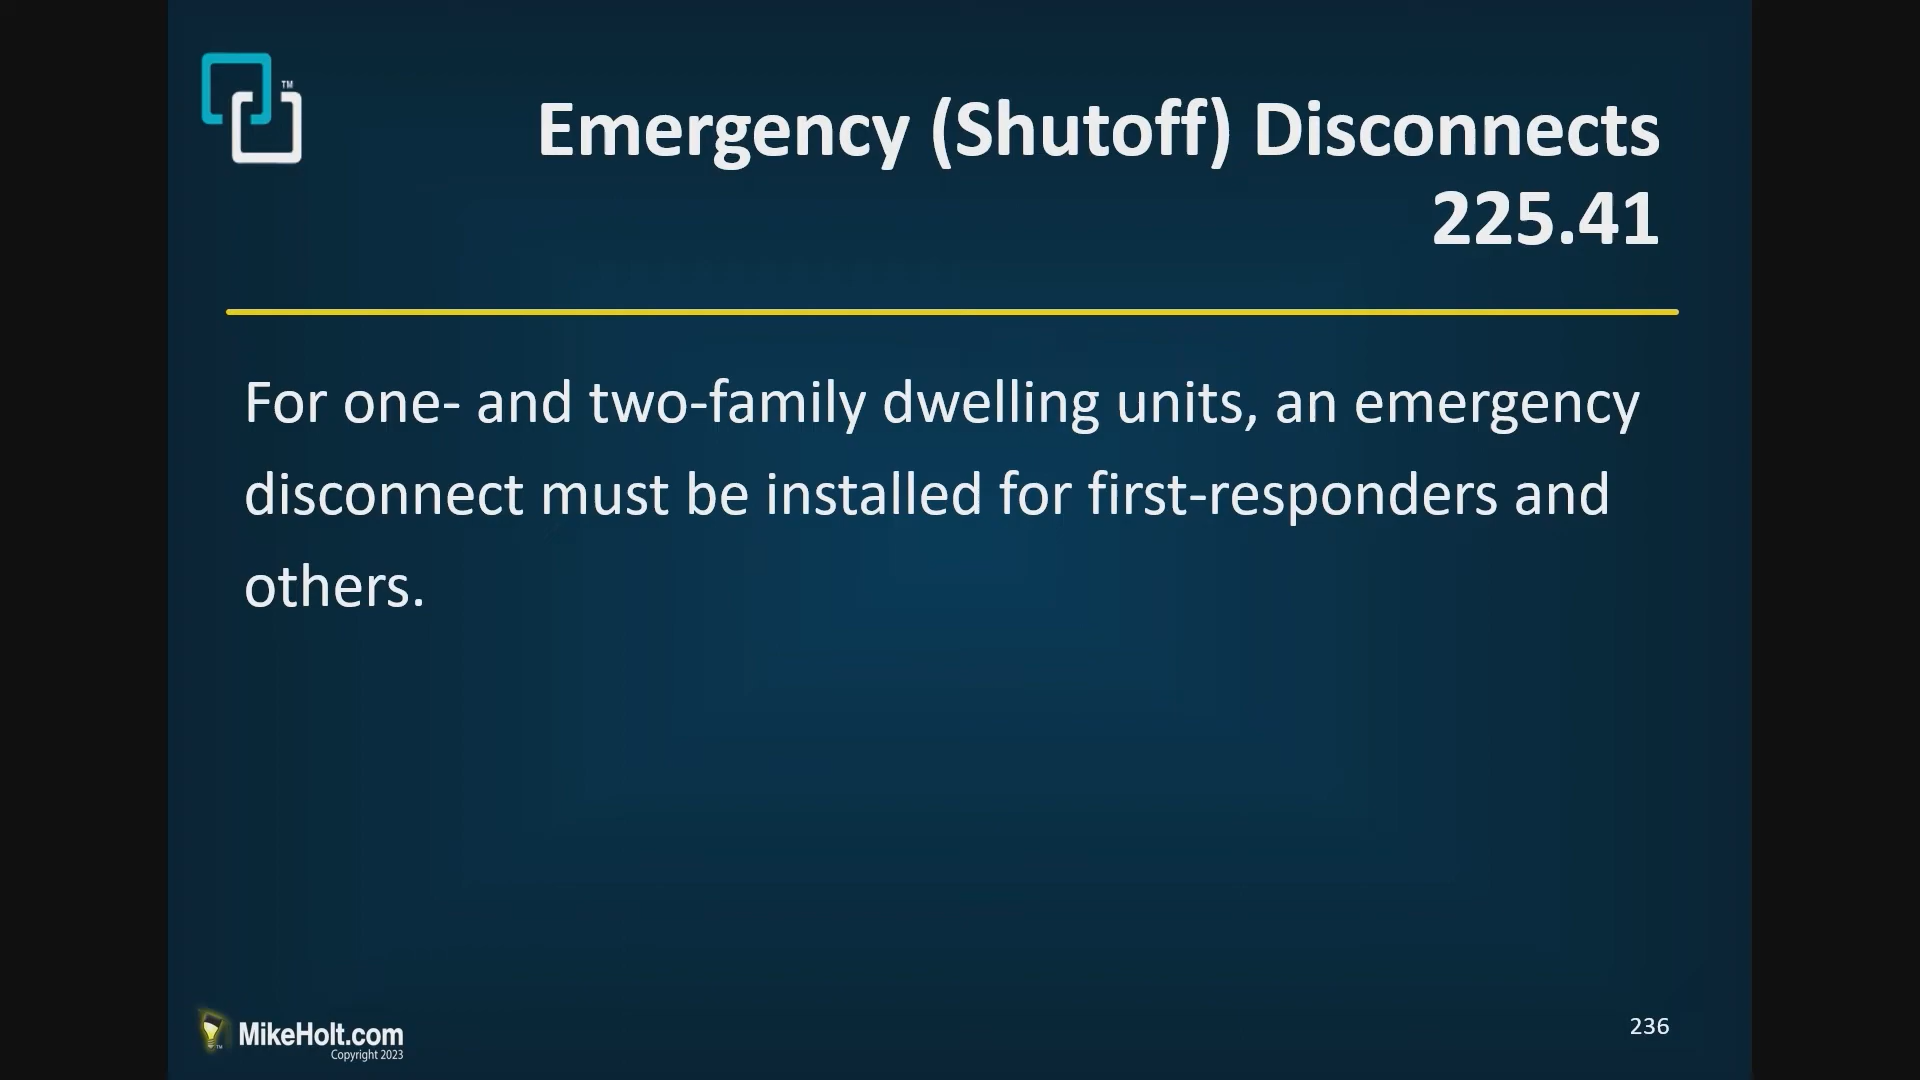 TM
Emergency (Shutoff) Disconnects
225.41
For one- and two-family dwelling units, an emergency
disconnect must be installed for first-responders and
others.
MikeHolt.com
Copyright 2023
236